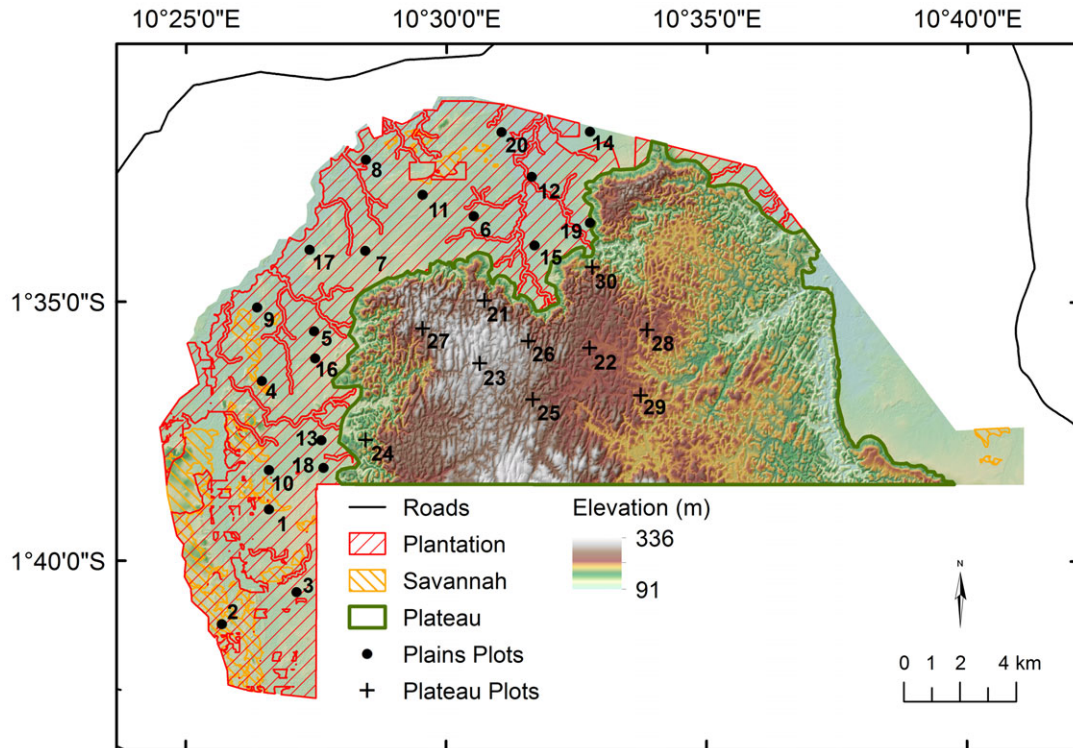 10°25'0"E 10°30'0"E 10°35'0"E 10°40'0"E
20 14
8
12
11
6 19
17 7 15
30
1°35'0"S
9 21
5 27 26 28
16 23 22
4
25 29
13 24
18
10
Roads Elevation (m)
1
Plantation 336
1°40'0"S
Savannah 91
3
Plateau
N
2
Plains Plots
0 1 2 4 km
Plateau Plots